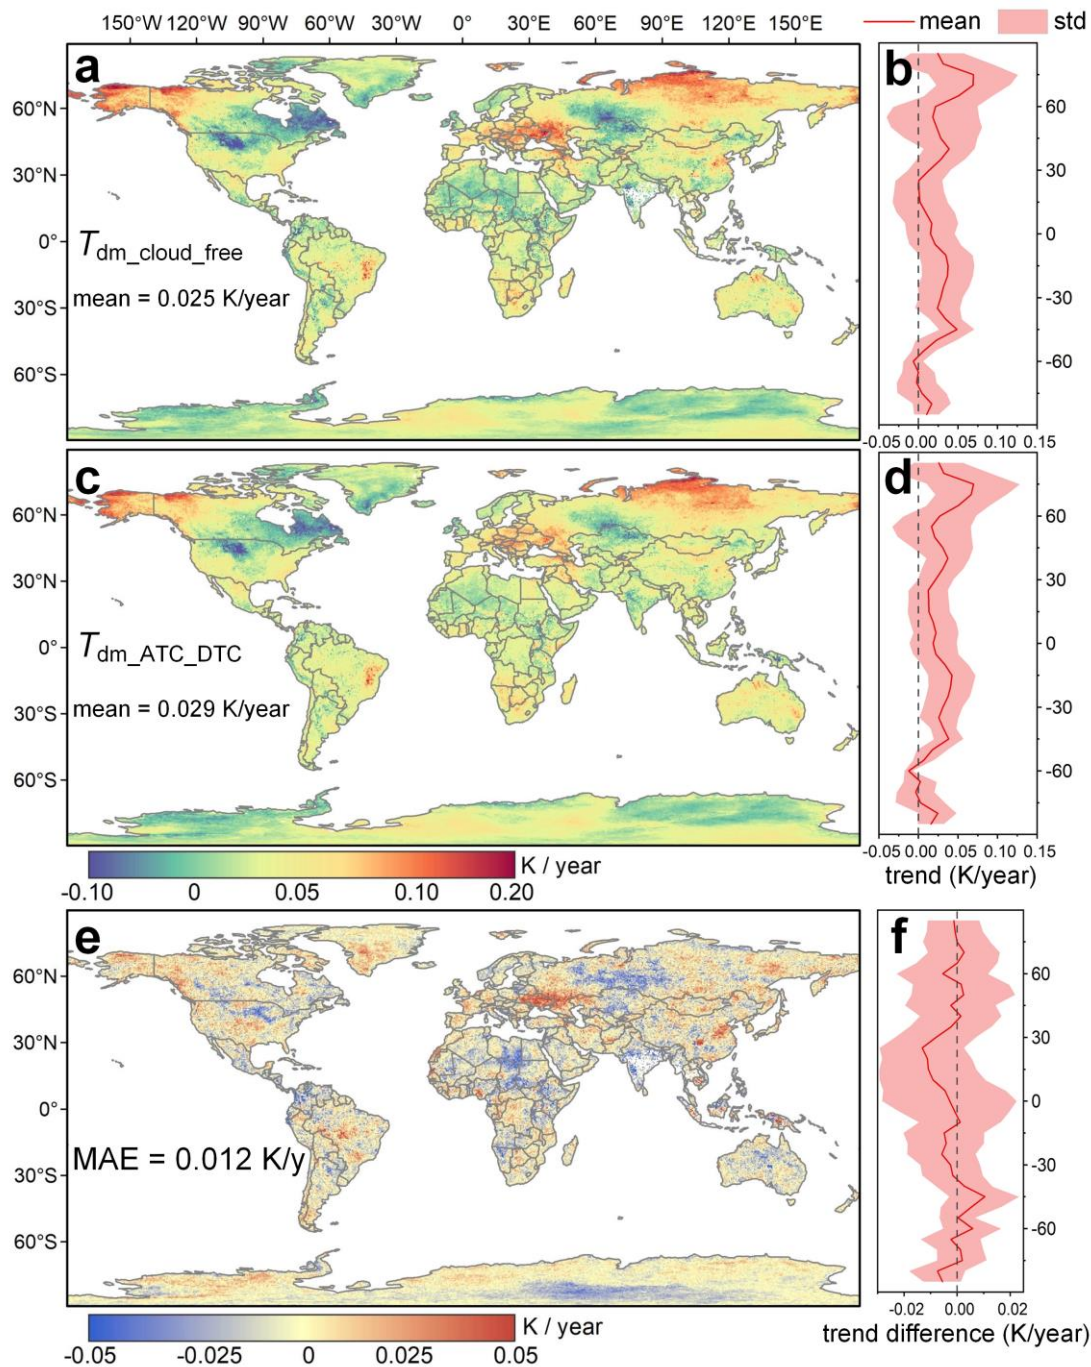 150°W 120°W 90°W 60°W 30°W 0° 30°E 60°E 90°E 120°E 150°E
mean std
a
60°N
30°N
0°
30°S
60°S
T dm_cloud_free
mean = 0.025 K/year
b
60
30
0
-30
-60
-0.05 0.00 0.05 0.10 0.15
c
60°N
30°N
0°
30°S
60°S
T dm_ATC_DTC
mean = 0.029 K/year
d
60
30
0
-30
-60
-0.05 0.00 0.05 0.10 0.15
trend (K/year)
K / year
-0.10 0 0.05 0.10 0.20
e
60°N
30°N
0°
30°S
60°S
MAE = 0.012 K/y
f
60
30
0
-30
-60
-0.02 0.00 0.02
trend difference (K/year)
K / year
-0.05 -0.025 0 0.025 0.05